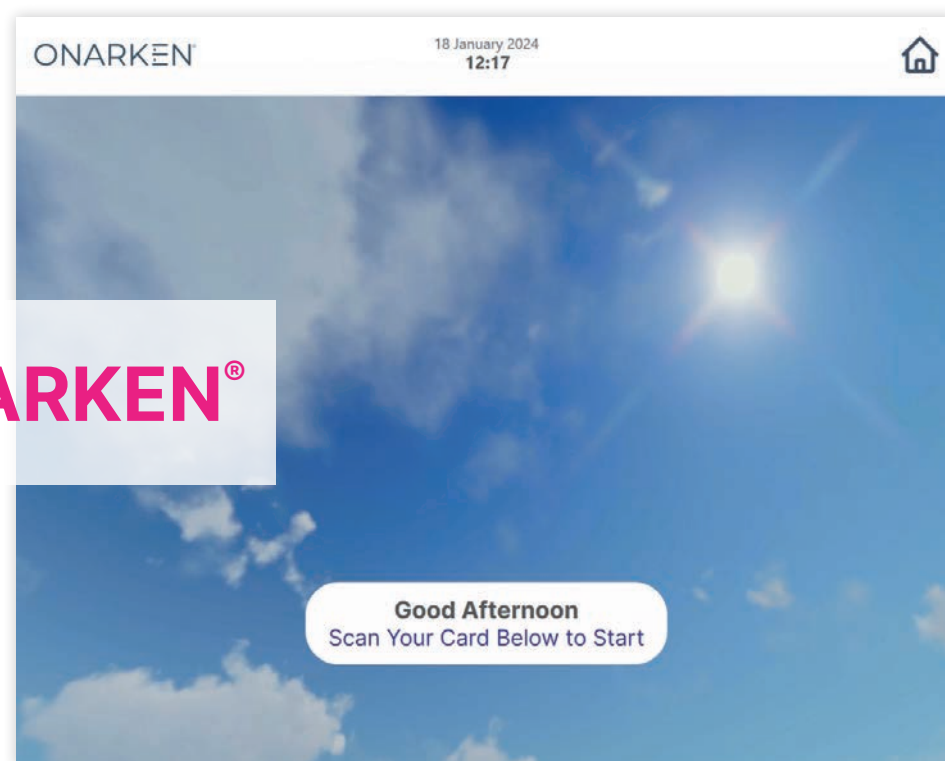 ONARKEN®
18 January 2024
12:17
ARKEN®
Good Afternoon
Scan Your Card Below to Start